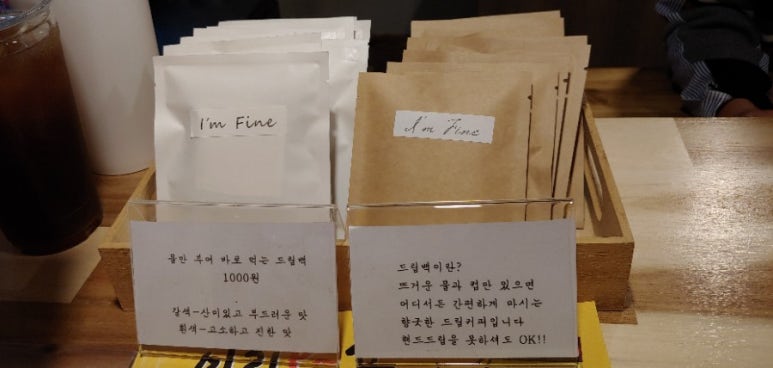 I'm Fine
I'm Fine
물만 부어 바로 먹는 드립백
1000원
갈색-산미있고 부드러운 맛
흰색-고소하고 진한 맛
드립백이란?
뜨거운 물과 컵만 있으면
어디서든 간편하게 마시는
향긋한 드립커피입니다
핸드드립을 못하셔도 OK!!